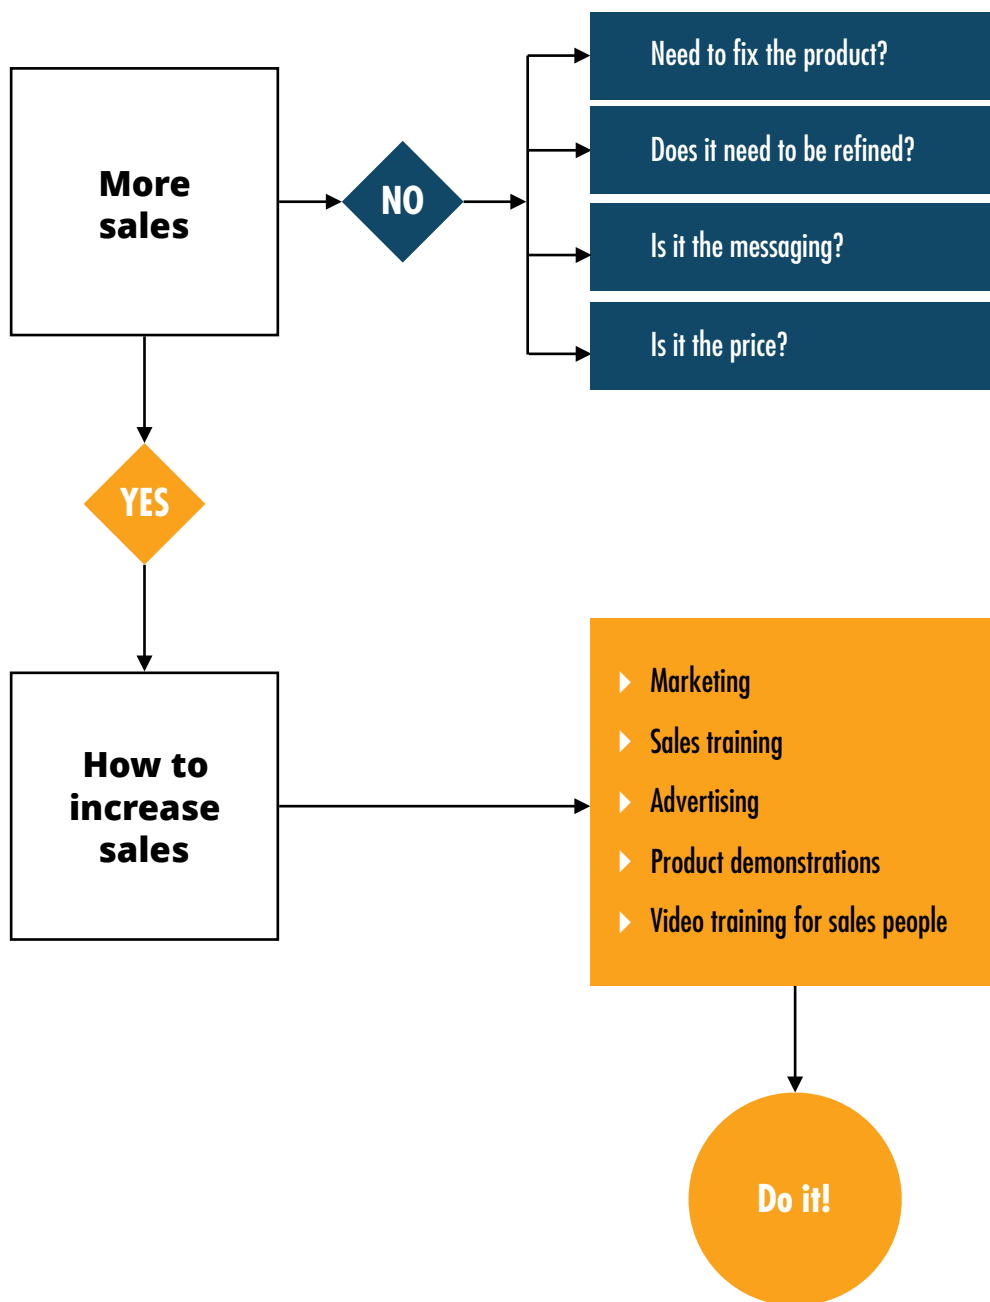 More
sales
NO
Need to fix the product?
Does it need to be refined?
Is it the messaging?
Is it the price?
YES
How to
increase
sales
Marketing
Sales training
Advertising
Product demonstrations
Video training for sales people
Do it!